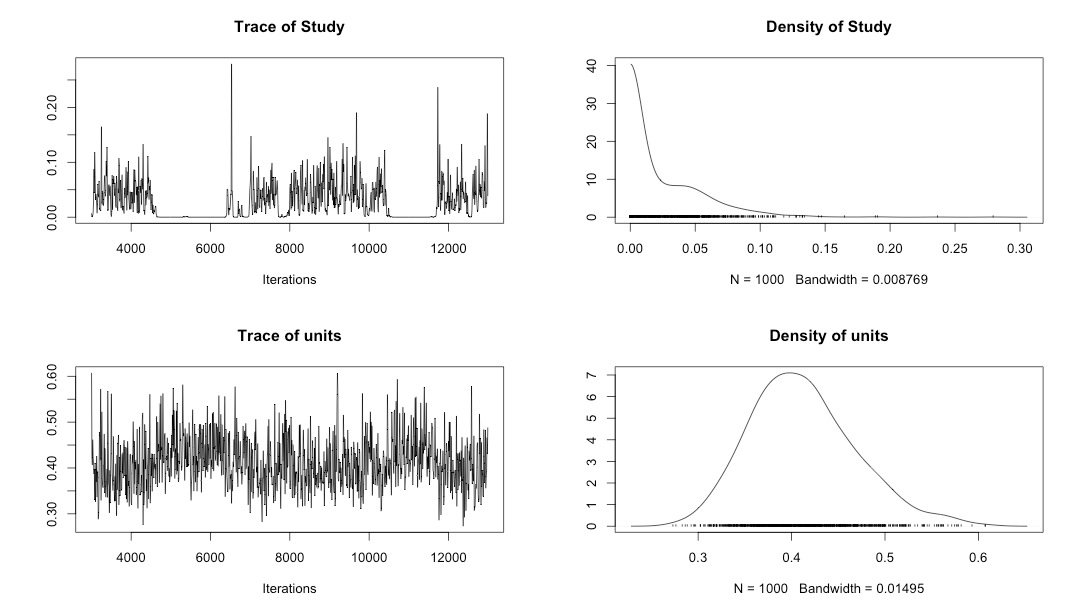 Trace of Study
0.20
0.10
0.00
4000 6000 8000 10000 12000
Iterations
Density of Study
40
30
20
10
0
0.00 0.05 0.10 0.15 0.20 0.25 0.30
N = 1000 Bandwidth = 0.008769
Trace of units
0.60
0.50
0.40
0.30
4000 6000 8000 10000 12000
Iterations
Density of units
7
6
5
4
3
2
1
0
0.3 0.4 0.5 0.6
N = 1000 Bandwidth = 0.01495